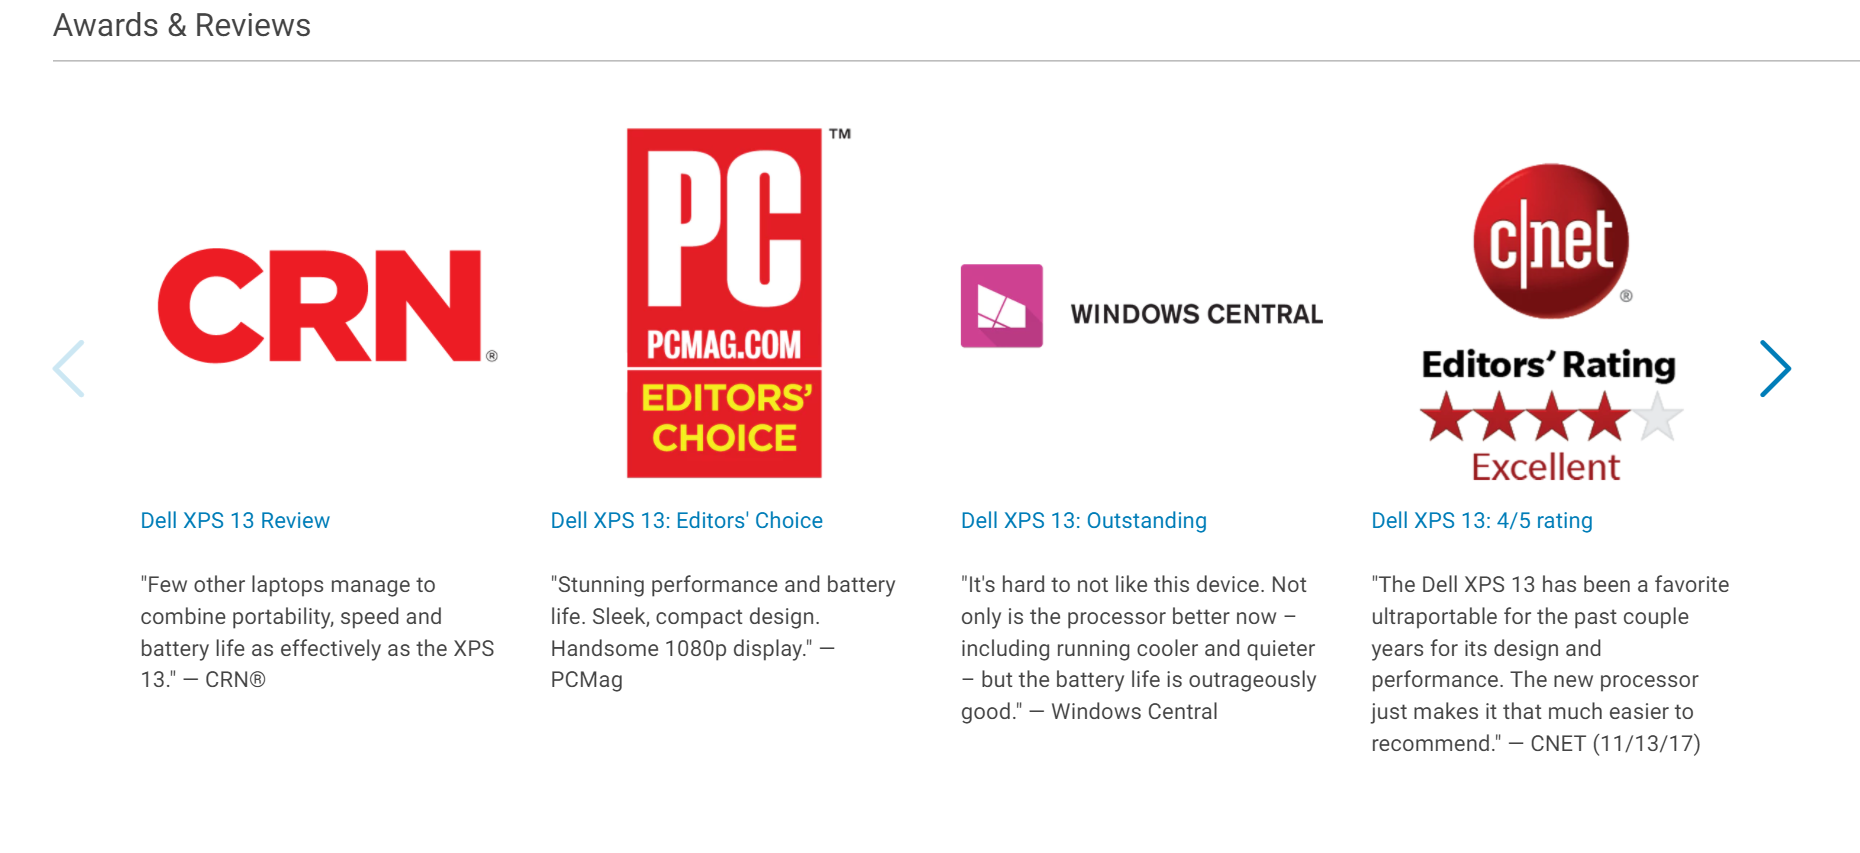 Awards & Reviews
CRN®
PC™
PCMAG.COM
EDITORS'
CHOICE
WINDOWS CENTRAL
c|net®
Editors' Rating
Excellent
Dell XPS 13 Review
"Few other laptops manage to
combine portability, speed and
battery life as effectively as the XPS
13." — CRN®
Dell XPS 13: Editors' Choice
"Stunning performance and battery
life. Sleek, compact design.
Handsome 1080p display." —
PCMag
Dell XPS 13: Outstanding
"It's hard to not like this device. Not
only is the processor better now –
including running cooler and quieter
– but the battery life is outrageously
good." — Windows Central
Dell XPS 13: 4/5 rating
"The Dell XPS 13 has been a favorite
ultraportable for the past couple
years for its design and
performance. The new processor
just makes it that much easier to
recommend." — CNET (11/13/17)